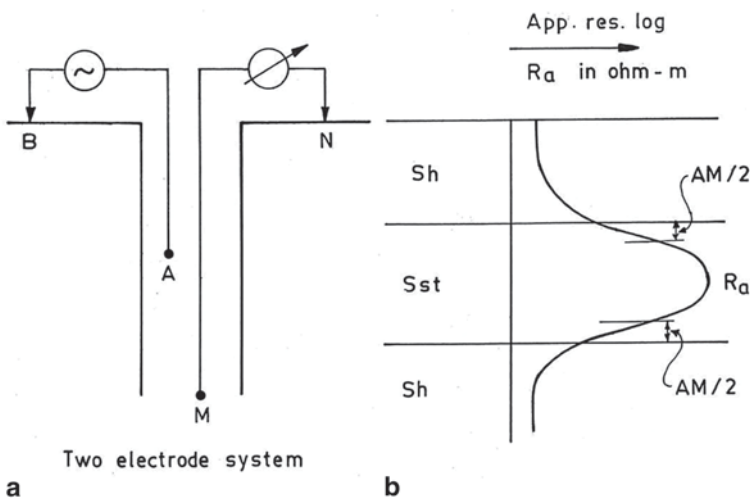 B
~
N
A
M
Two electrode system
a
App. res. log
Ra in ohm-m
Sh
AM/2
Sst
Ra
Sh
AM/2
b